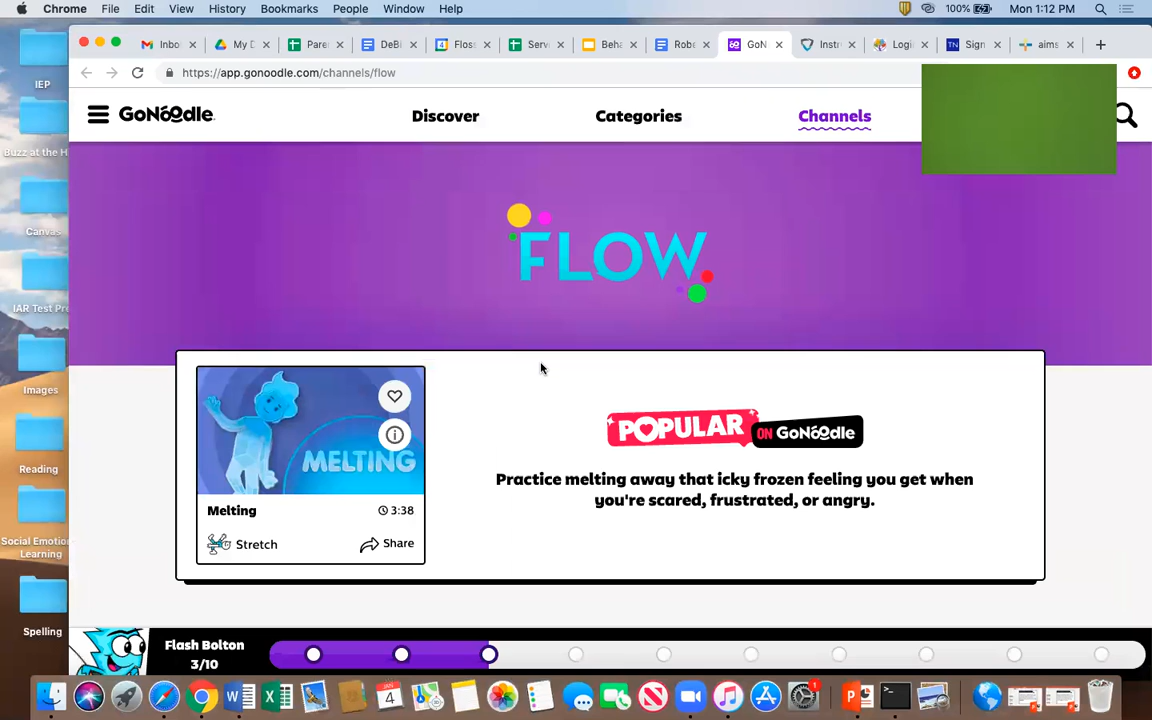 Chrome File Edit View History Bookmarks People Window Help 100% Mon 1:12 PM
Inbo My D Pare DeBi Flos Serv Beha Robe GoN Instr Logi Sign aims
https://app.gonoodle.com/channels/flow
GoNoodle Discover Categories Channels
FLOW
MELTING
Melting 3:38
Stretch Share
POPULAR ON GoNoodle
Practice melting away that icky frozen feeling you get when
you're scared, frustrated, or angry.
Flash Bolton
3/10
IEP
Buzz at the H
Canvas
IAR Test Pre
Images
Reading
Social Emotion
Learning
Spelling
JAN
4
1